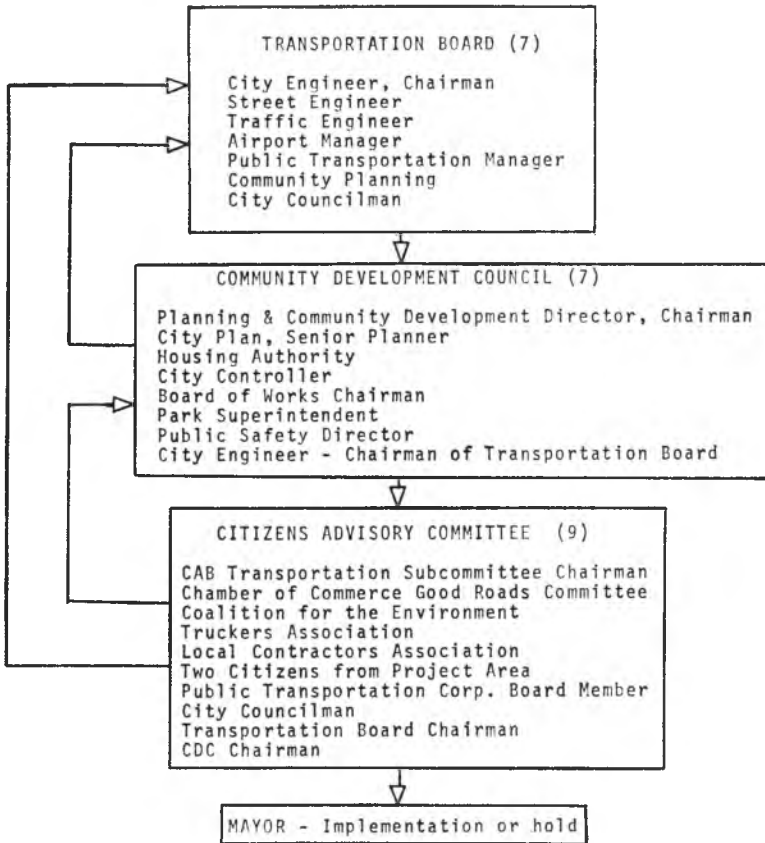 TRANSPORTATION BOARD (7)
City Engineer, Chairman
Street Engineer
Traffic Engineer
Airport Manager
Public Transportation Manager
Community Planning
City Councilman
COMMUNITY DEVELOPMENT COUNCIL (7)
Planning & Community Development Director, Chairman
City Plan, Senior Planner
Housing Authority
City Controller
Board of Works Chairman
Park Superintendent
Public Safety Director
City Engineer - Chairman of Transportation Board
CITIZENS ADVISORY COMMITTEE (9)
CAB Transportation Subcommittee Chairman
Chamber of Commerce Good Roads Committee
Coalition for the Environment
Truckers Association
Local Contractors Association
Two Citizens from Project Area
Public Transportation Corp. Board Member
City Councilman
Transportation Board Chairman
CDC Chairman
MAYOR - Implementation or hold